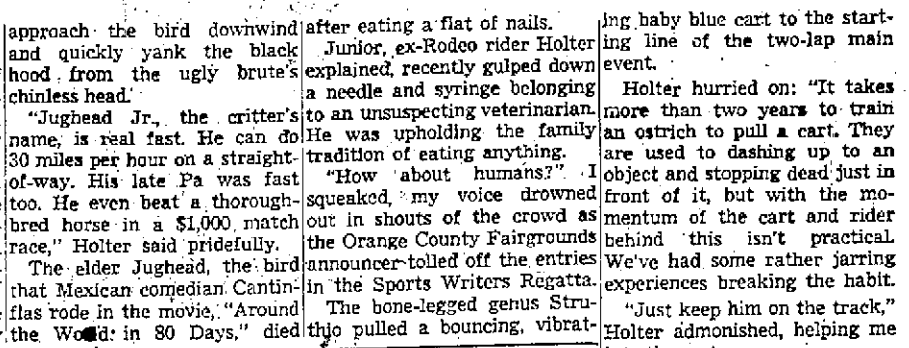 approach the bird downwind
and quickly yank the black
hood from the ugly brute's
chinless head.
"Jughead Jr., the critter's
name, is real fast. He can do
30 miles per hour on a straight-
of-way. His late Pa was fast
too. He even beat a thorough-
bred horse in a $1,000 match
race," Holter said pridefully.
The elder Jughead, the bird
that Mexican comedian Cantin-
flas rode in the movie, "Around
the World in 80 Days," died
after eating a flat of nails.
Junior, ex-Rodeo rider Holter
explained, recently gulped down
a needle and syringe belonging
to an unsuspecting veterinarian.
He was upholding the family
tradition of eating anything.
"How about humans?" I
squeaked, my voice drowned
out in shouts of the crowd as
the Orange County Fairgrounds
announcer tolled off the entries
in the Sports Writers Regatta.
The bone-legged genus Stru-
thio pulled a bouncing, vibrat-
ing baby blue cart to the start-
ing line of the two-lap main
event.
Holter hurried on: "It takes
more than two years to train
an ostrich to pull a cart. They
are used to dashing up to an
object and stopping dead just in
front of it, but with the mo-
mentum of the cart and rider
behind this isn't practical.
We've had some rather jarring
experiences breaking the habit.
"Just keep him on the track,"
Holter admonished, helping me